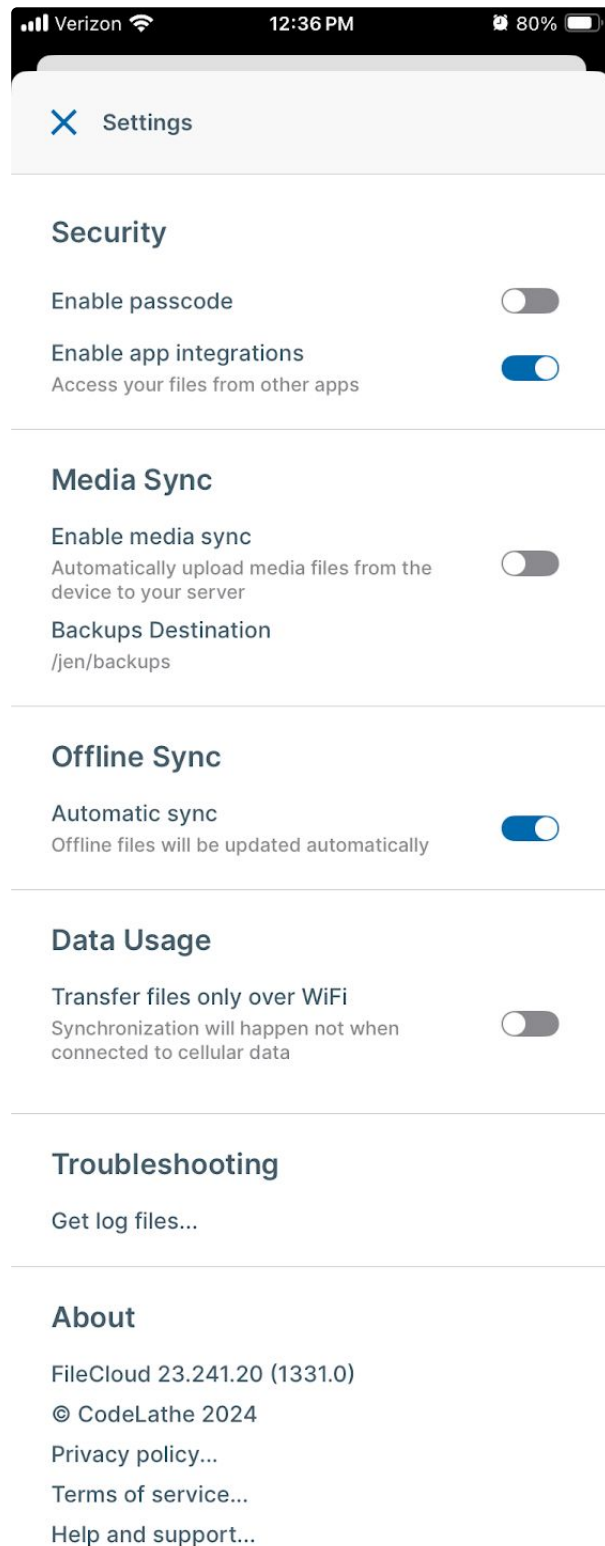 Verizon 12:36 PM 80%
Settings
Security
Enable passcode
Enable app integrations
Access your files from other apps
Media Sync
Enable media sync
Automatically upload media files from the
device to your server
Backups Destination
/jen/backups
Offline Sync
Automatic sync
Offline files will be updated automatically
Data Usage
Transfer files only over WiFi
Synchronization will happen not when
connected to cellular data
Troubleshooting
Get log files...
About
FileCloud 23.241.20 (1331.0)
© CodeLathe 2024
Privacy policy...
Terms of service...
Help and support...